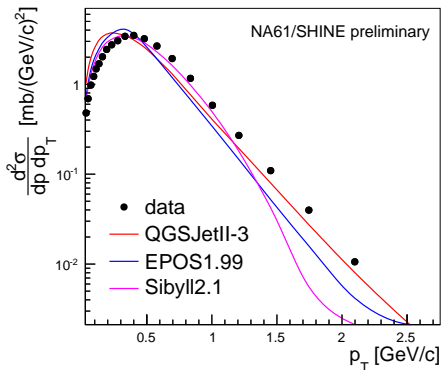 NA61/SHINE preliminary
d²σ
dp dp_T
[mb/(GeV/c)²]
1
10⁻¹
10⁻²
data
QGSJetII-3
EPOS1.99
Sibyll2.1
0 0.5 1 1.5 2 2.5
p_T [GeV/c]